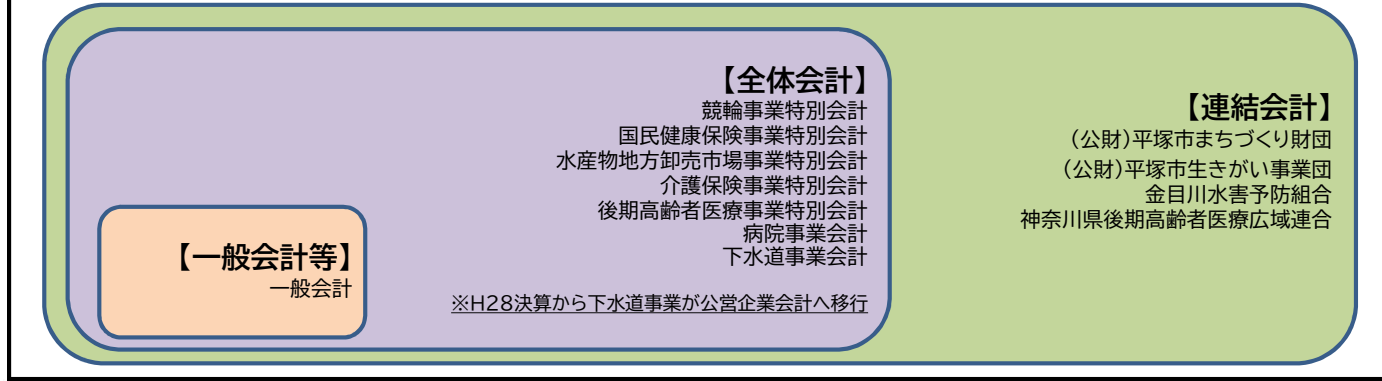 【全体会計】
競輪事業特別会計
国民健康保険事業特別会計
水産物地方卸売市場事業特別会計
介護保険事業特別会計
後期高齢者医療事業特別会計
病院事業会計
下水道事業会計
※H28決算から下水道事業が公営企業会計へ移行
【一般会計等】
一般会計
【連結会計】
(公財)平塚市まちづくり財団
(公財)平塚市生きがい事業団
金目川水害予防組合
神奈川県後期高齢者医療広域連合